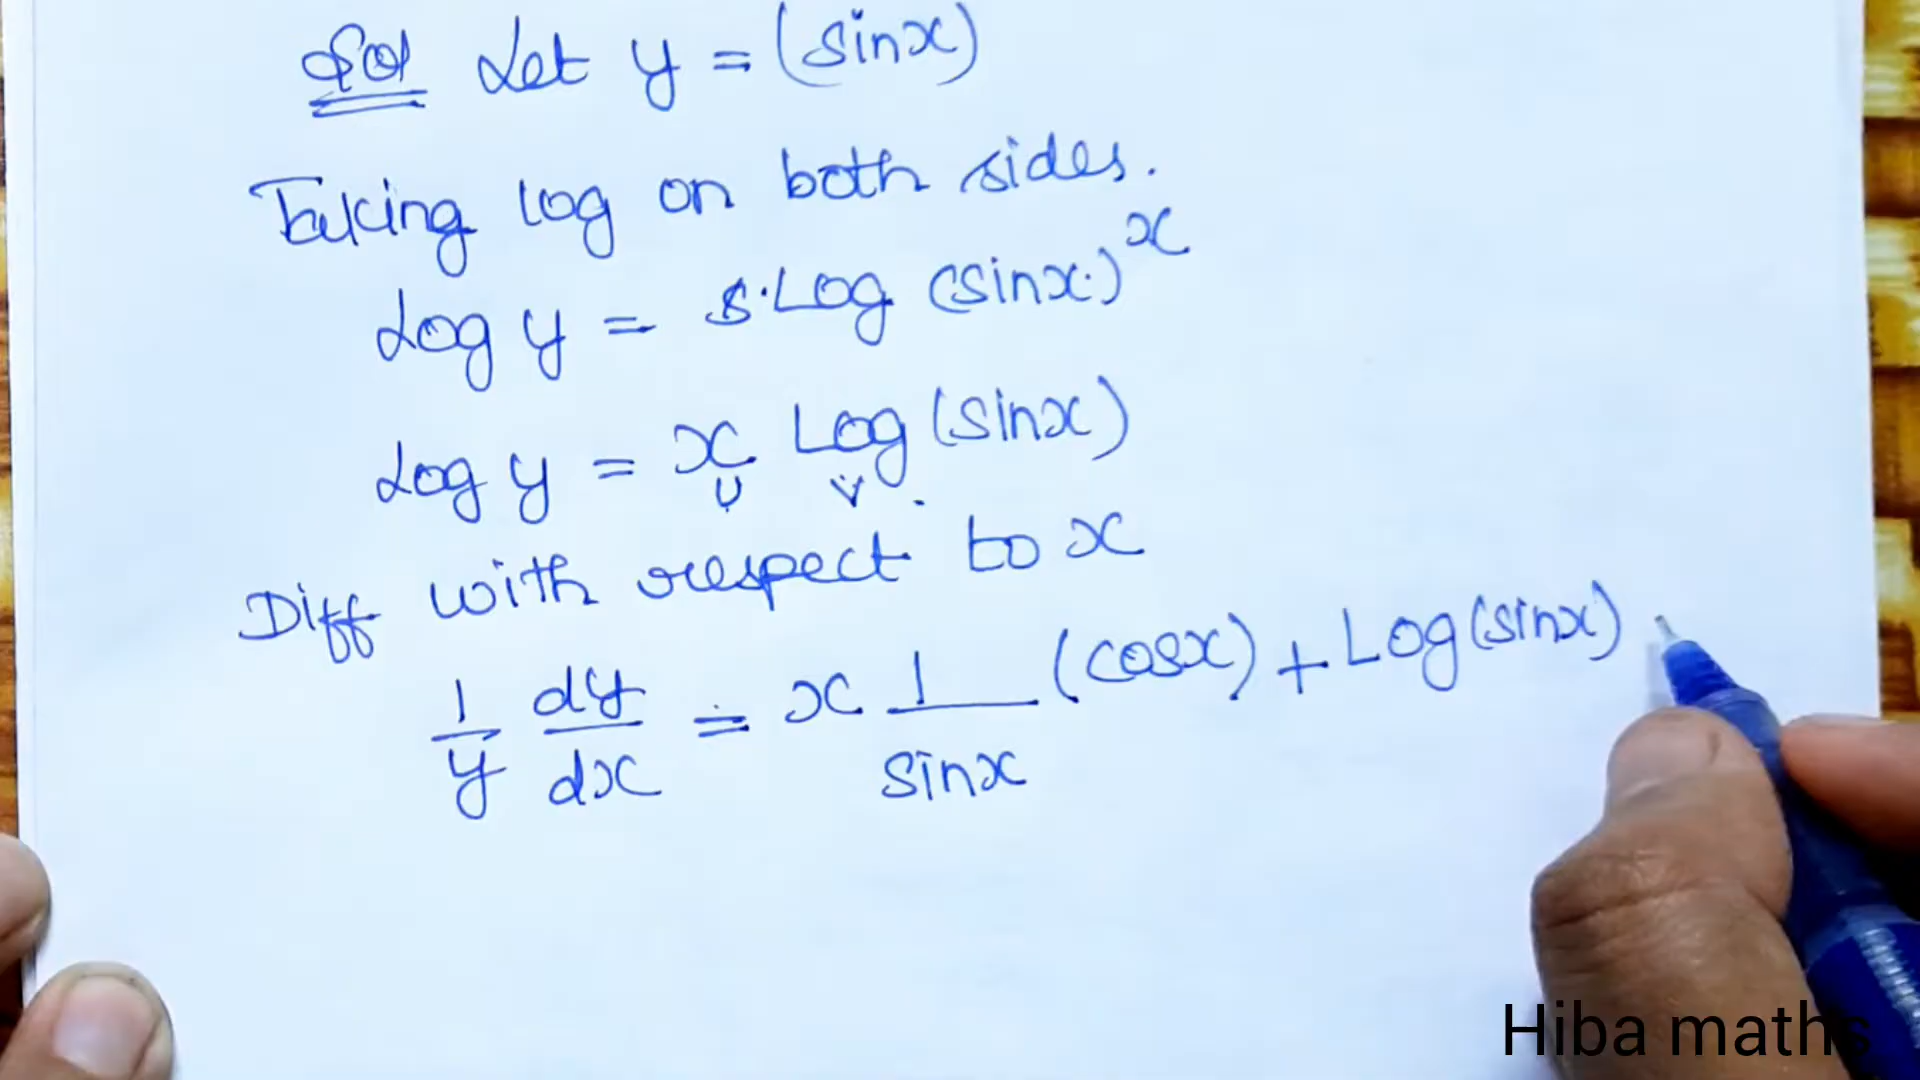 Sol Let y = (sinx)
Taking log on both sides.
Log y = s.Log (sinx.)^x
Log y = x Log (sinx)
U V
Diff with respect to x
1/y dy/dx = x 1/sinx (cosx) + Log(sinx)
Hiba maths